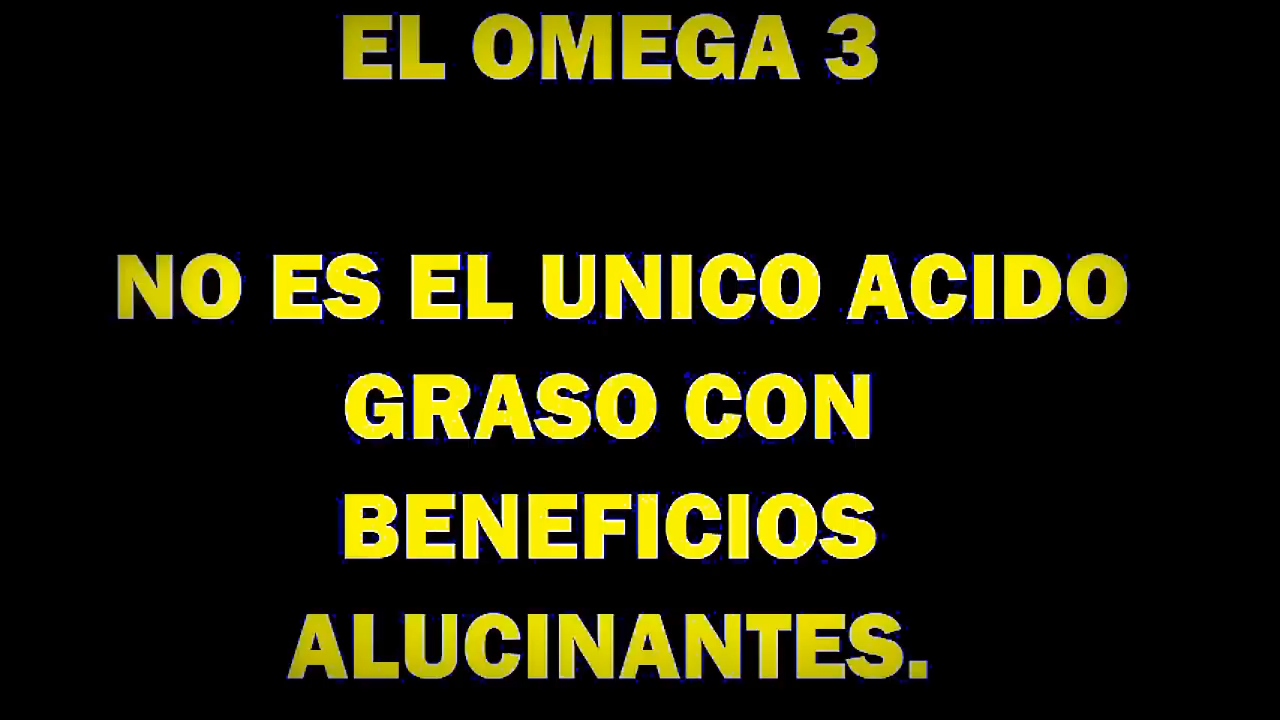 EL OMEGA 3
NO ES EL UNICO ACIDO
GRASO CON
BENEFICIOS
ALUCINANTES.